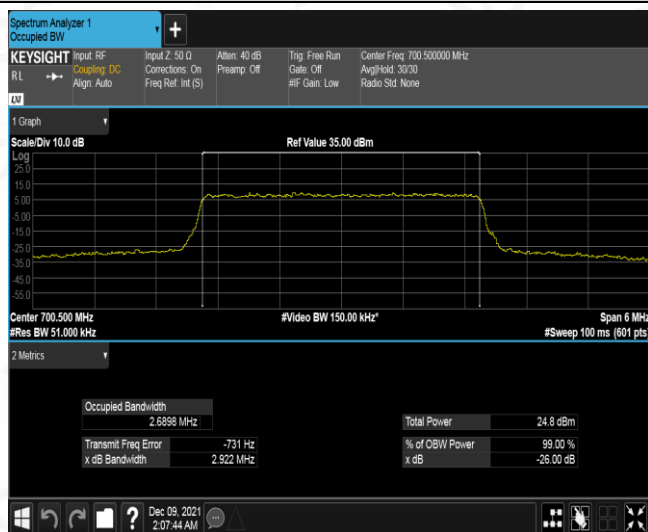 Spectrum Analyzer 1
Occupied BW
+
KEYSIGHT
RL
Input: RF
Coupling: DC
Align: Auto
Input Z: 50 Ω
Corrections: On
Freq Ref: Int (S)
Atten: 40 dB
Preamp: Off
Trig: Free Run
Gate: Off
#IF Gain: Low
Center Freq: 700.500000 MHz
Avg|Hold: 30/30
Radio Std: None
LXI
1 Graph
Scale/Div 10.0 dB
Ref Value 35.00 dBm
Log
25.0
15.0
5.00
-5.00
-15.0
-25.0
-35.0
-45.0
-55.0
Center 700.500 MHz
#Video BW 150.00 kHz*
Span 6 MHz
#Res BW 51.000 kHz
#Sweep 100 ms (601 pts)
2 Metrics
Occupied Bandwidth
2.6898 MHz
Total Power 24.8 dBm
Transmit Freq Error -731 Hz
% of OBW Power 99.00 %
x dB Bandwidth 2.922 MHz
x dB -26.00 dB
?
Dec 09, 2021
2:07:44 AM